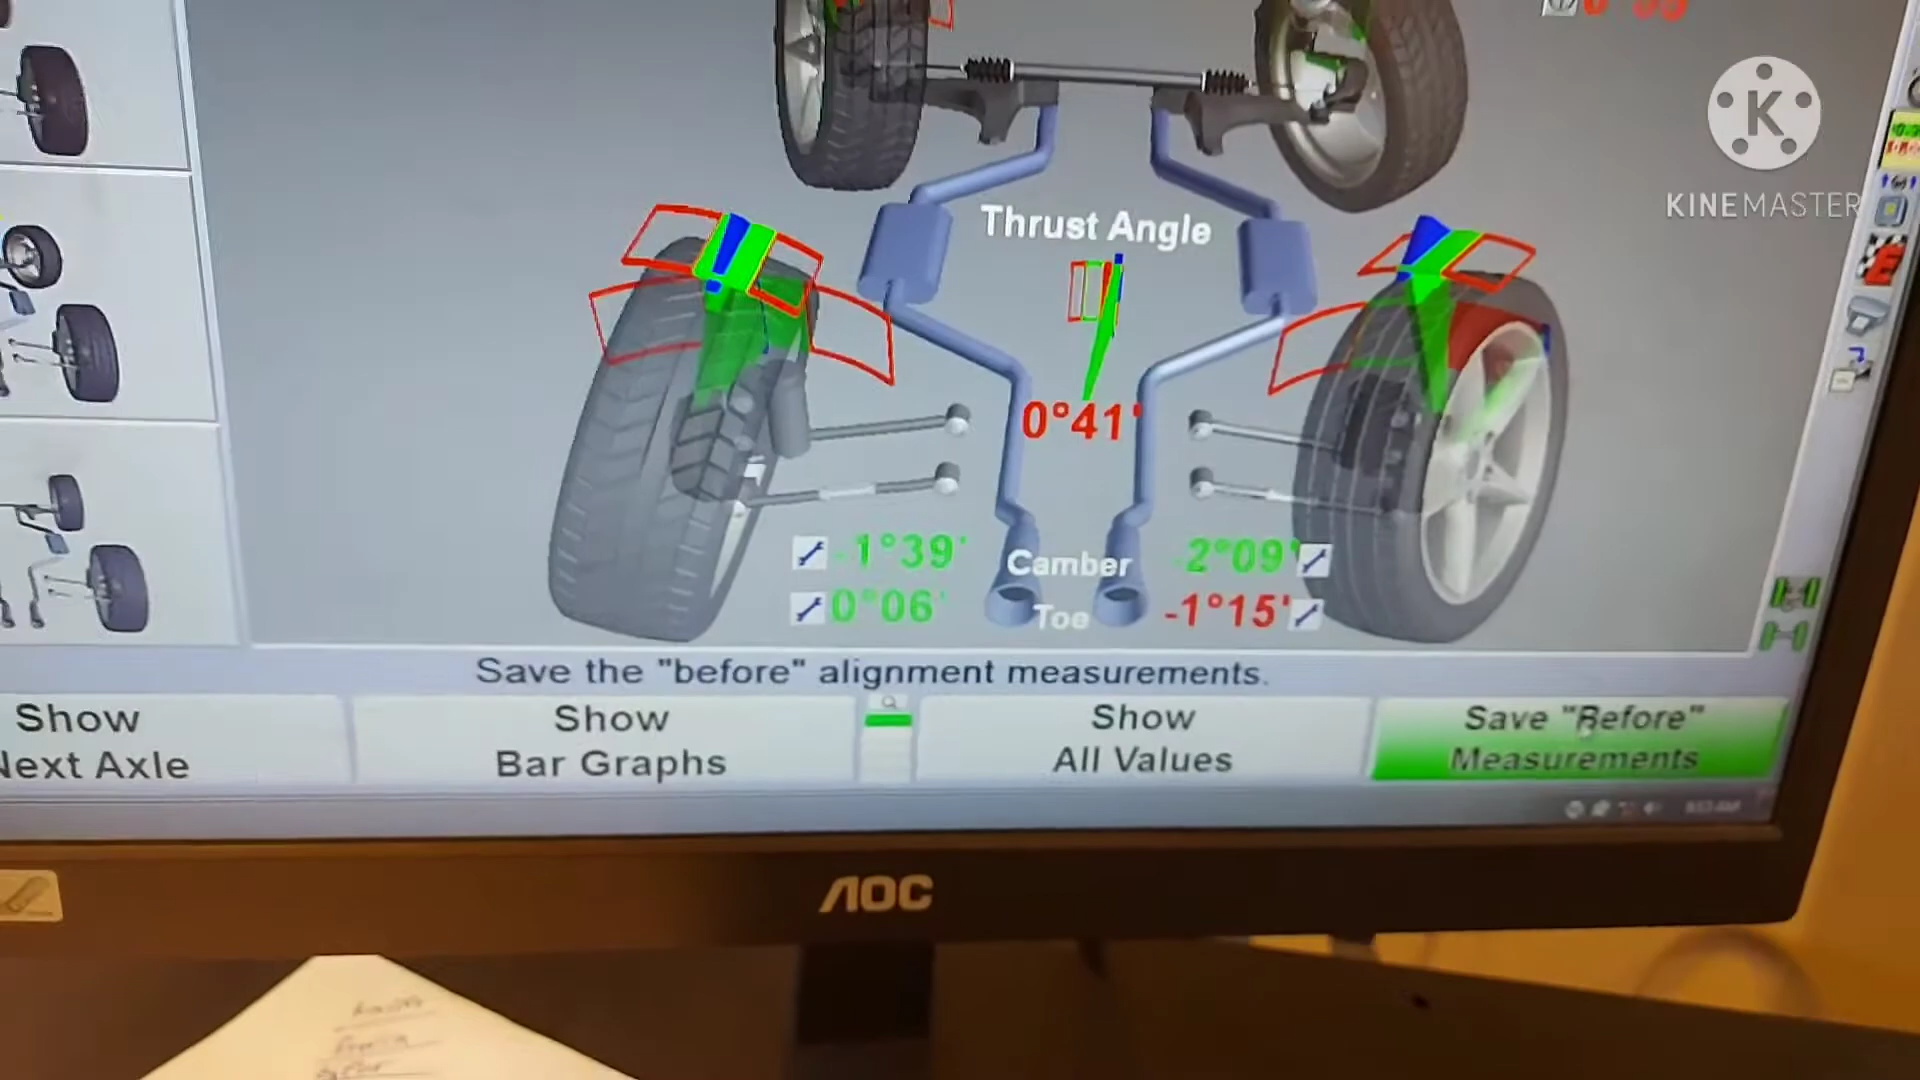 KINEMASTER
Thrust Angle
0°41'
-1°39' Camber -2°09'
0°06' Toe -1°15'
Save the "before" alignment measurements.
Show
Next Axle
Show
Bar Graphs
Show
All Values
Save "Before"
Measurements
AOC